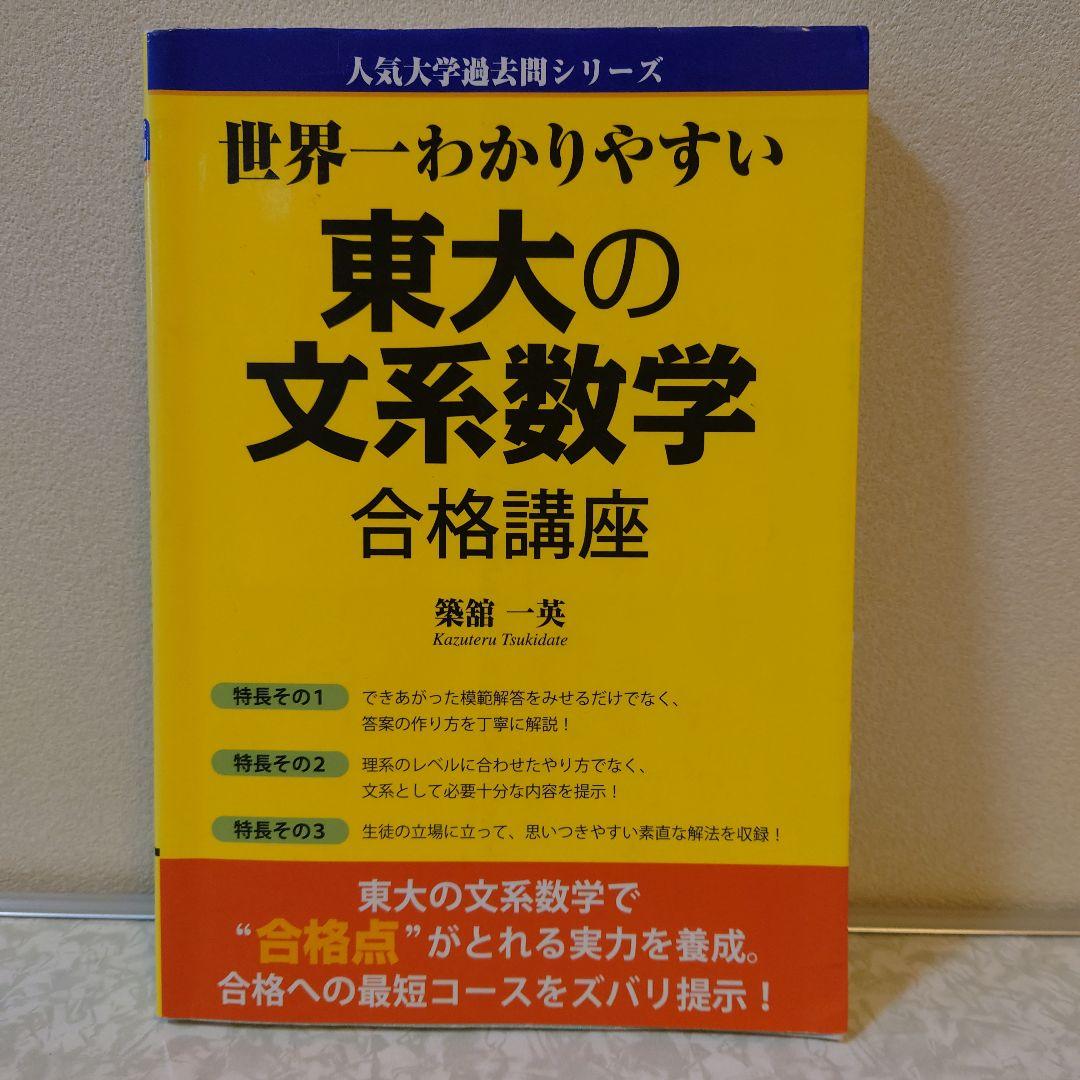 人気大学過去問シリーズ
世界一わかりやすい
東大の
文系数学
合格講座
築舘 一英
Kazuteru Tsukidate
特長その1 できあがった模範解答をみせるだけでなく、
答案の作り方を丁寧に解説！
特長その2 理系のレベルに合わせたやり方でなく、
文系として必要十分な内容を提示！
特長その3 生徒の立場に立って、思いつきやすい素直な解法を収録！
東大の文系数学で
“合格点”がとれる実力を養成。
合格への最短コースをズバリ提示！